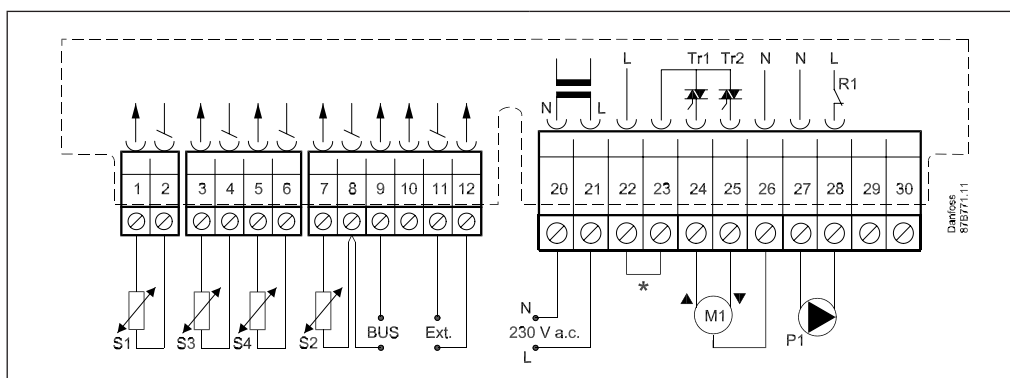 L Tr1 Tr2 N N L
R1
N L
1 2 3 4 5 6 7 8 9 10 11 12 20 21 22 23 24 25 26 27 28 29 30
Danfoss
87B771.11
*
N
BUS Ext. 230 V a.c. M1
S1 S3 S4 S2 P1
L